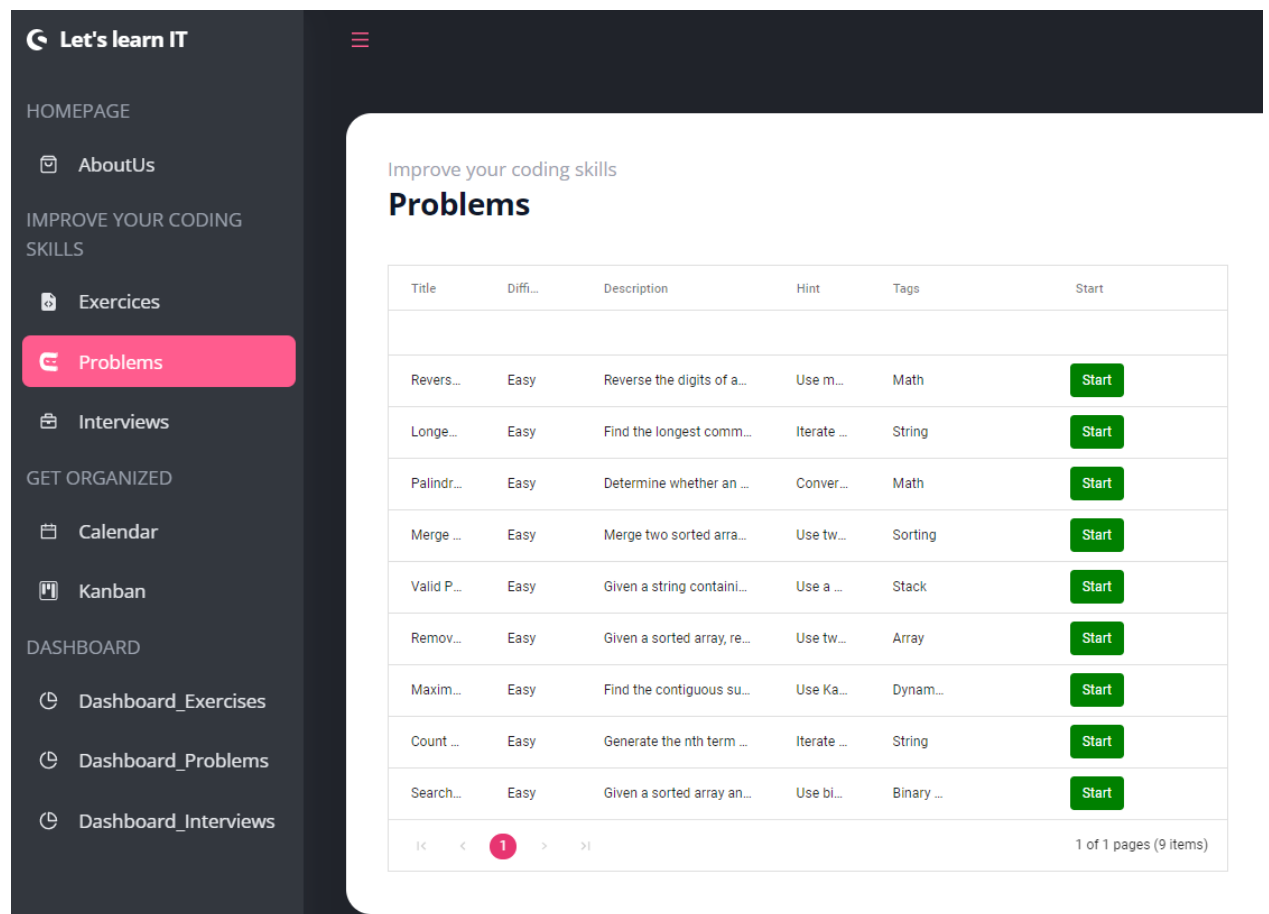 Let's learn IT
HOMEPAGE
AboutUs
IMPROVE YOUR CODING
SKILLS
Exercices
Problems
Interviews
GET ORGANIZED
Calendar
Kanban
DASHBOARD
Dashboard_Exercises
Dashboard_Problems
Dashboard_Interviews
Improve your coding skills
Problems
Title Diffi... Description Hint Tags Start
Revers... Easy Reverse the digits of a... Use m... Math Start
Longe... Easy Find the longest comm... Iterate ... String Start
Palindr... Easy Determine whether an ... Conver... Math Start
Merge ... Easy Merge two sorted arra... Use tw... Sorting Start
Valid P... Easy Given a string containi... Use a ... Stack Start
Remov... Easy Given a sorted array, re... Use tw... Array Start
Maxim... Easy Find the contiguous su... Use Ka... Dynam... Start
Count ... Easy Generate the nth term ... Iterate ... String Start
Search... Easy Given a sorted array an... Use bi... Binary ... Start
1 1 of 1 pages (9 items)